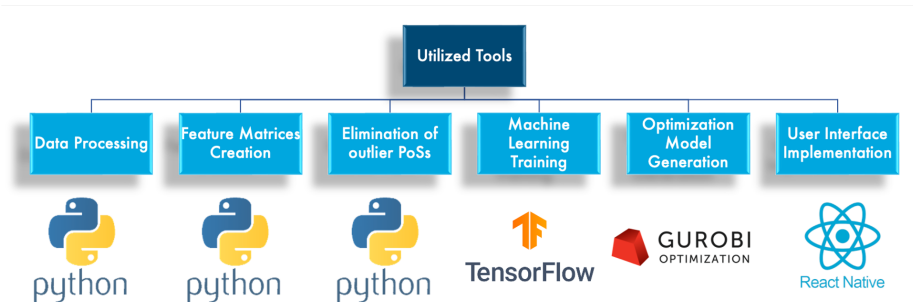 Utilized Tools
Data Processing
Feature Matrices
Creation
Elimination of
outlier PoSs
Machine
Learning
Training
Optimization
Model
Generation
User Interface
Implementation
python
python
python
TensorFlow
GUROBI
OPTIMIZATION
React Native